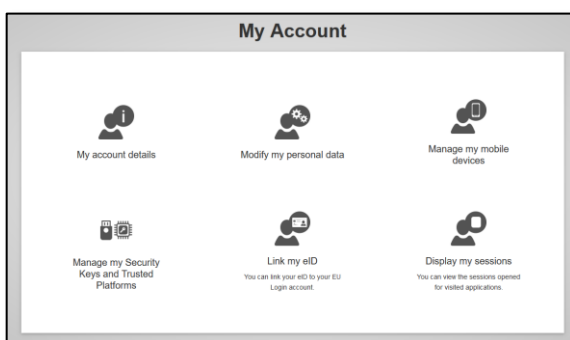 My Account
My account details
Modify my personal data
Manage my mobile
devices
Manage my Security
Keys and Trusted
Platforms
Link my eID
You can link your eID to your EU
Login account.
Display my sessions
You can view the sessions opened
for visited applications.